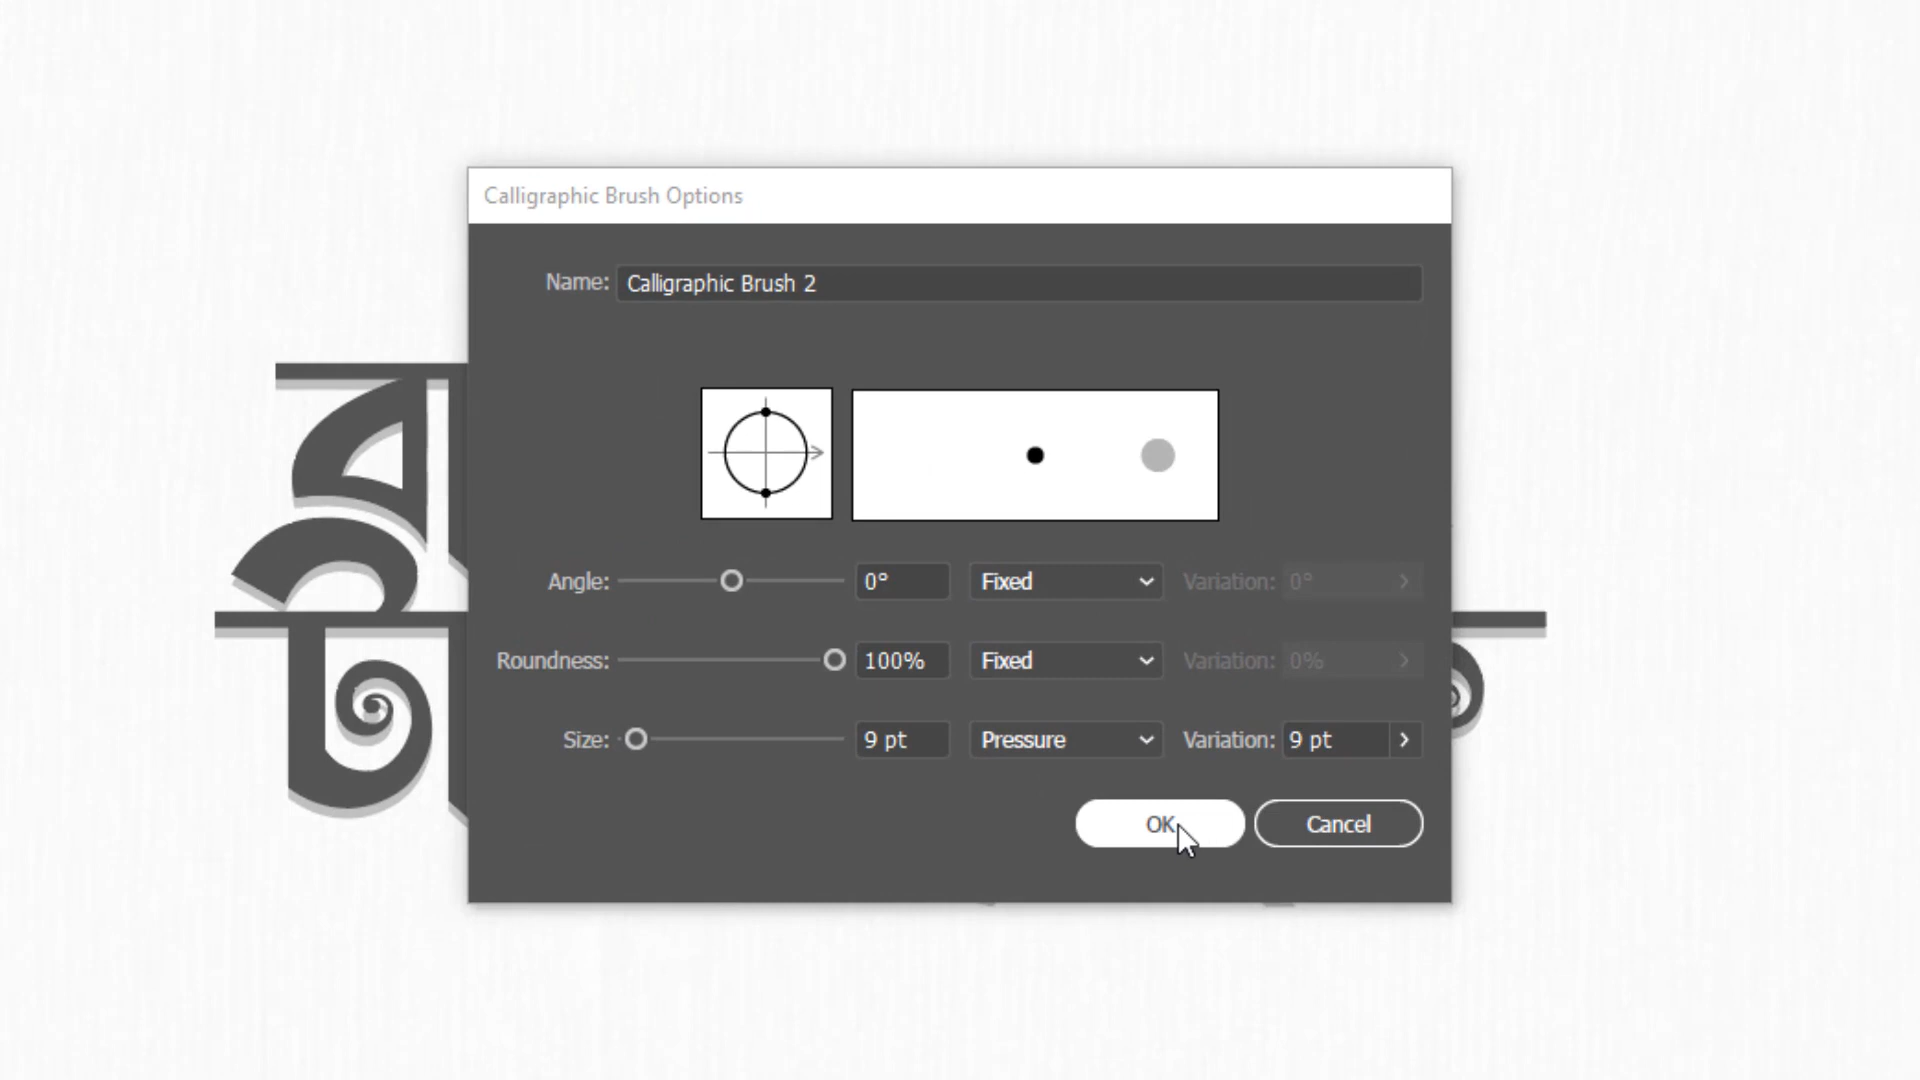 Calligraphic Brush Options
Name: Calligraphic Brush 2
Angle: 0° Fixed Variation: 0°
Roundness: 100% Fixed Variation: 0%
Size: 9 pt Pressure Variation: 9 pt
OK Cancel